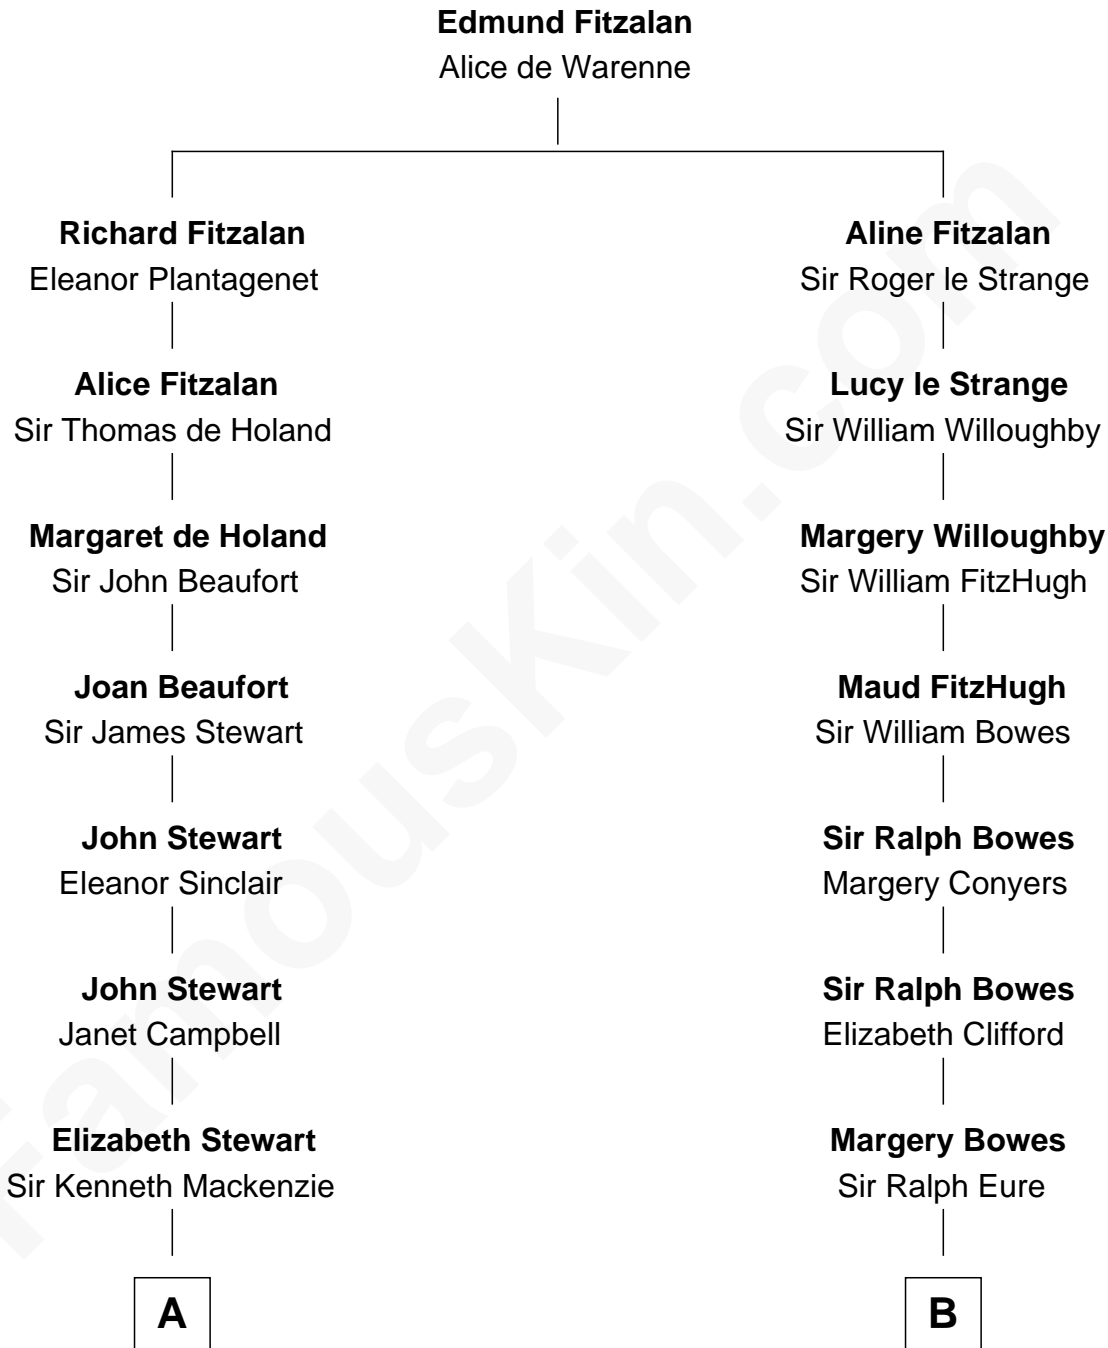 Edmund Fitzalan
Alice de Warenne
Richard Fitzalan
Eleanor Plantagenet
Alice Fitzalan
Sir Thomas de Holand
Margaret de Holand
Sir John Beaufort
Joan Beaufort
Sir James Stewart
John Stewart
Eleanor Sinclair
John Stewart
Janet Campbell
Elizabeth Stewart
Sir Kenneth Mackenzie
A
Aline Fitzalan
Sir Roger le Strange
Lucy le Strange
Sir William Willoughby
Margery Willoughby
Sir William FitzHugh
Maud FitzHugh
Sir William Bowes
Sir Ralph Bowes
Margery Conyers
Sir Ralph Bowes
Elizabeth Clifford
Margery Bowes
Sir Ralph Eure
B
FamousKin.com